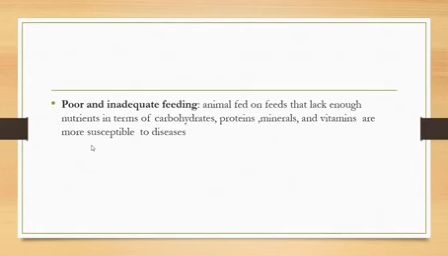 • Poor and inadequate feeding: animal fed on feeds that lack enough
nutrients in terms of carbohydrates, proteins ,minerals, and vitamins are
more susceptible to diseases